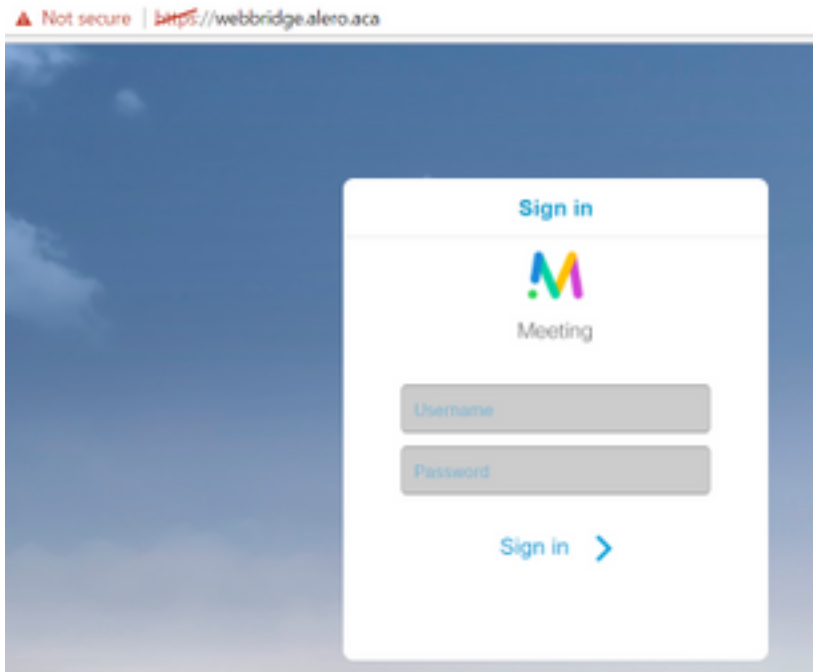 Not secure | https://webbridge.alero.aca
Sign in
Meeting
Username
Password
Sign in